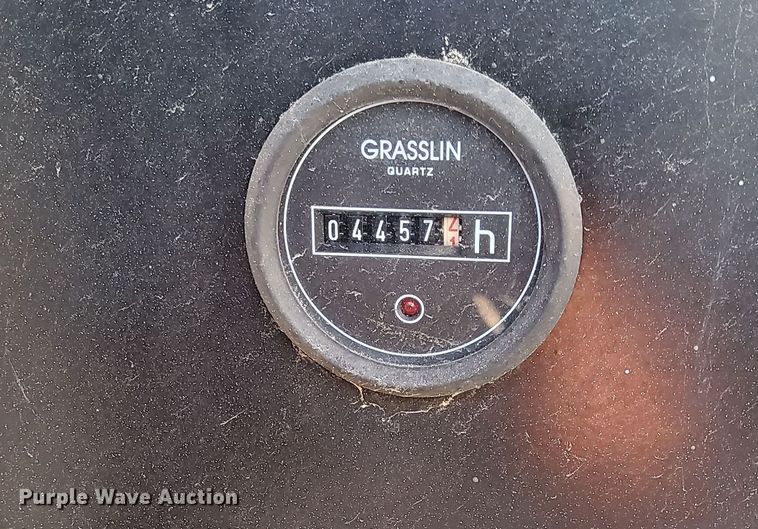 GRASSLIN
QUARTZ
04457 h
Purple Wave Auction